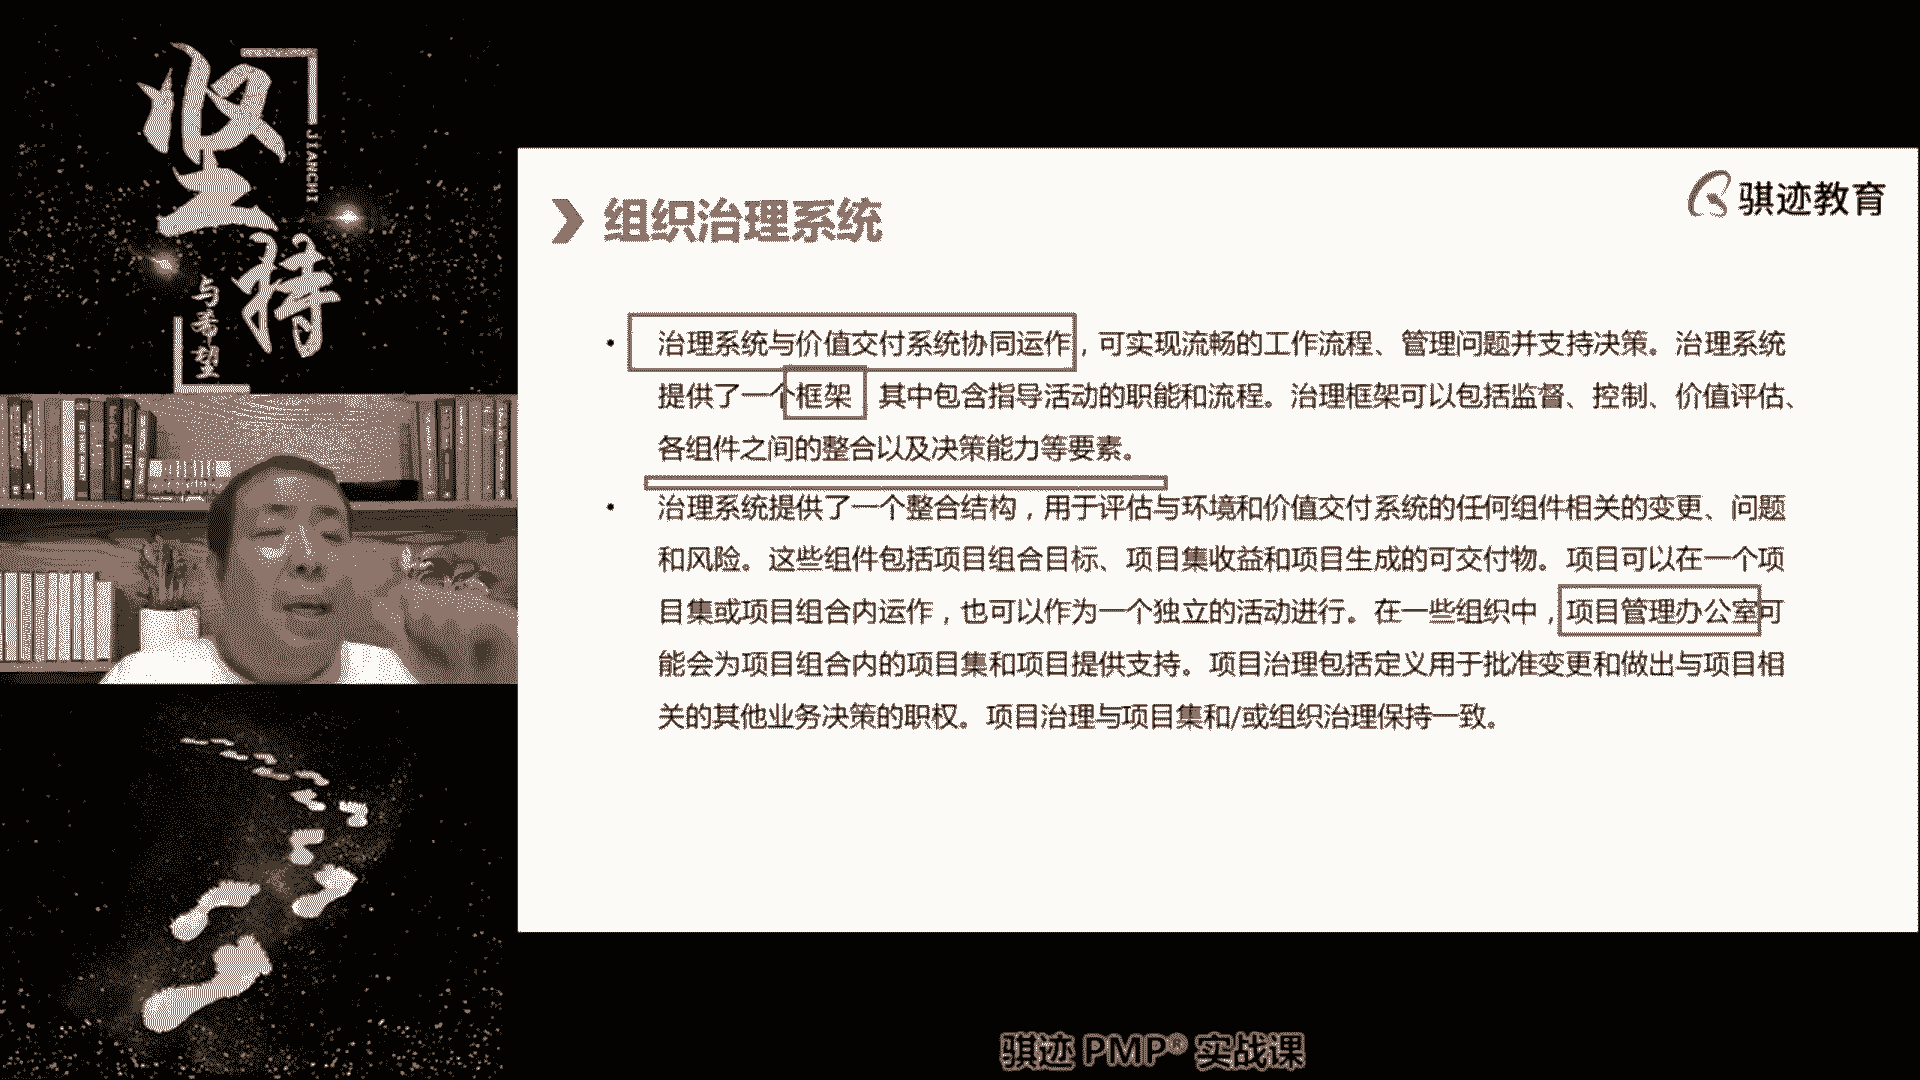 坚持
JIANCHI
与希望
骐迹教育
组织治理系统
• 治理系统与价值交付系统协同运作，可实现流畅的工作流程、管理问题并支持决策。治理系统
提供了一个框架 其中包含指导活动的职能和流程。治理框架可以包括监督、控制、价值评估、
各组件之间的整合以及决策能力等要素。
• 治理系统提供了一个整合结构，用于评估与环境和价值交付系统的任何组件相关的变更、问题
和风险。这些组件包括项目组合目标、项目集收益和项目生成的可交付物。项目可以在一个项
目集或项目组合内运作，也可以作为一个独立的活动进行。在一些组织中，项目管理办公室可
能会为项目组合内的项目集和项目提供支持。项目治理包括定义用于批准变更和做出与项目相
关的其他业务决策的职权。项目治理与项目集和/或组织治理保持一致。
骐迹 PMP® 实战课